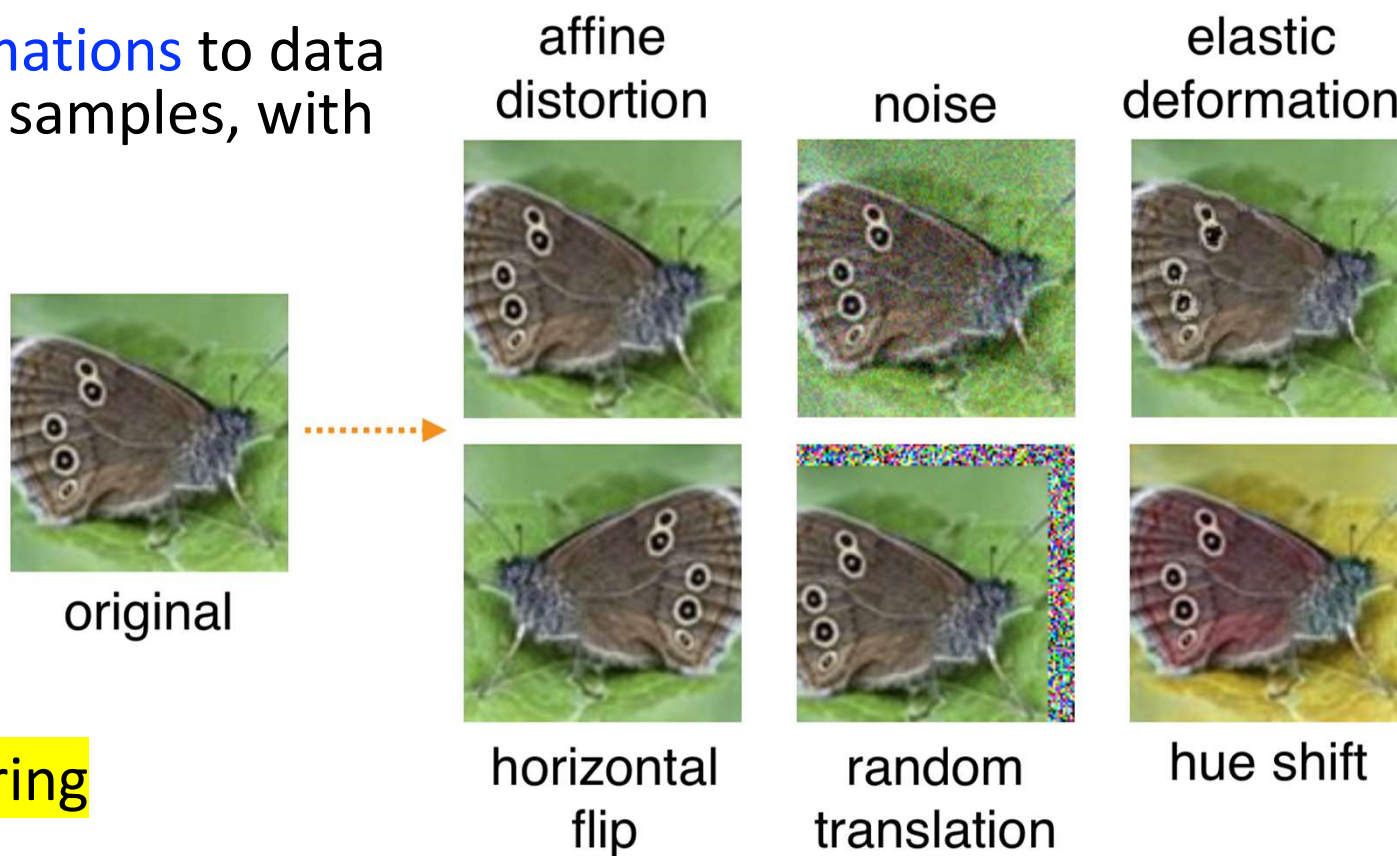 nations to data
samples, with
affine
distortion
noise
elastic
deformation
original
horizontal
flip
random
translation
hue shift
ring